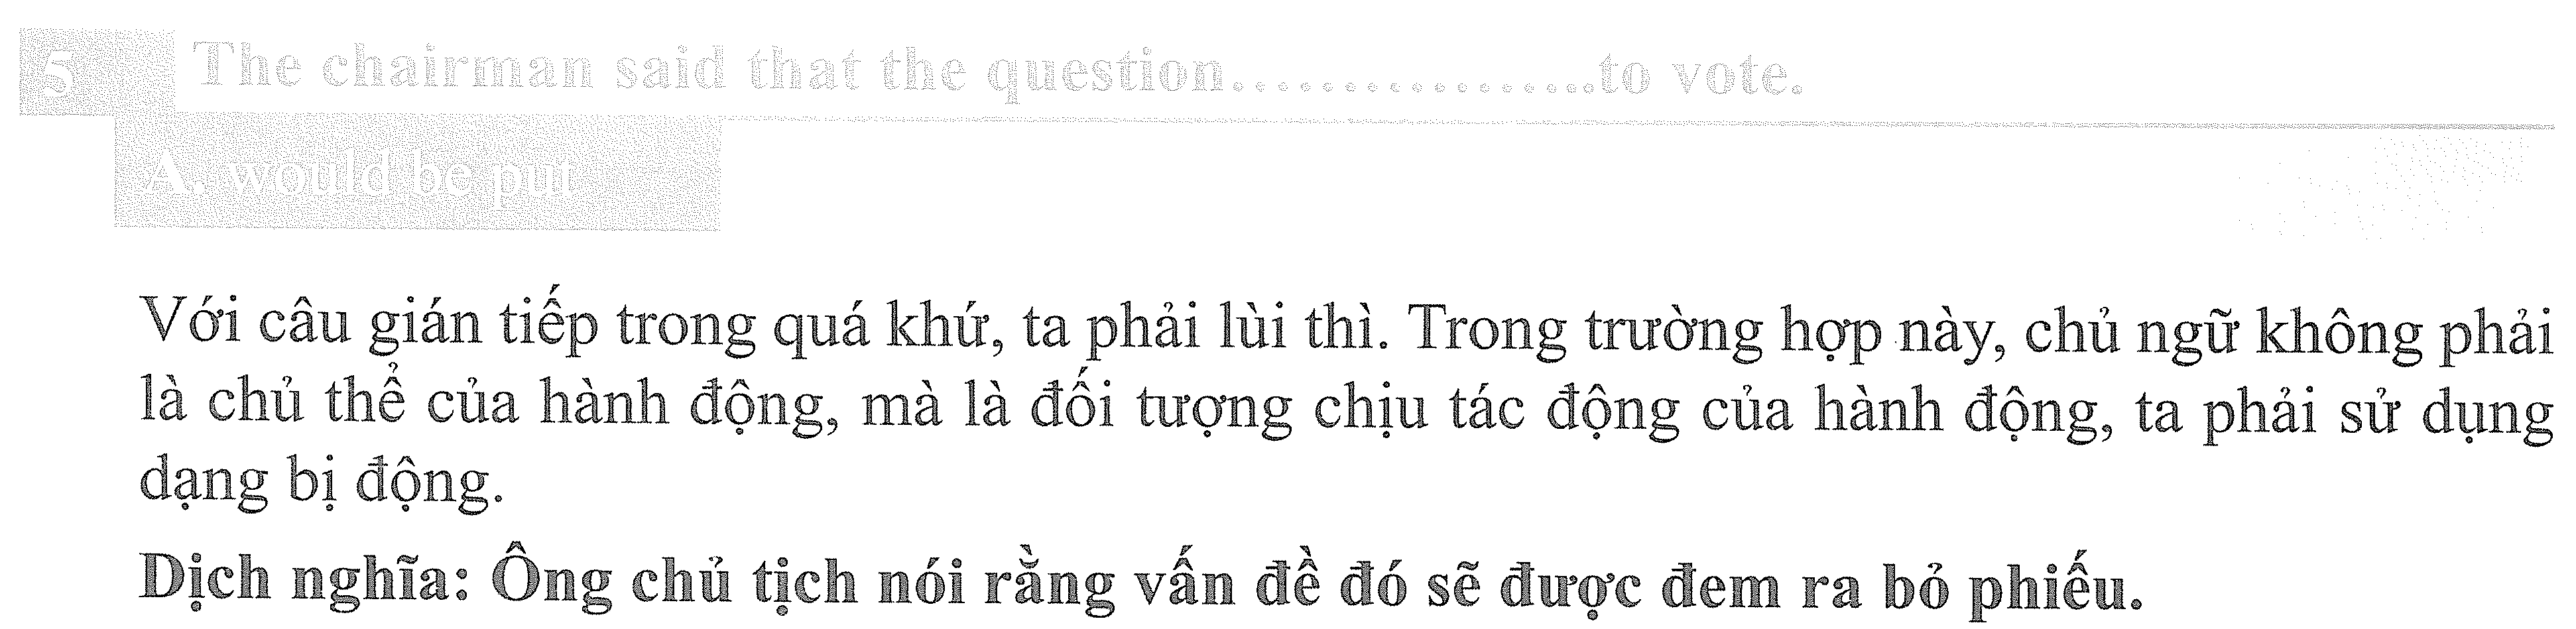 5 The chairman said that the question………………..to vote.
A. would be put
Với câu gián tiếp trong quá khứ, ta phải lùi thì. Trong trường hợp này, chủ ngữ không phải
là chủ thể của hành động, mà là đối tượng chịu tác động của hành động, ta phải sử dụng
dạng bị động.
Dịch nghĩa: Ông chủ tịch nói rằng vấn đề đó sẽ được đem ra bỏ phiếu.